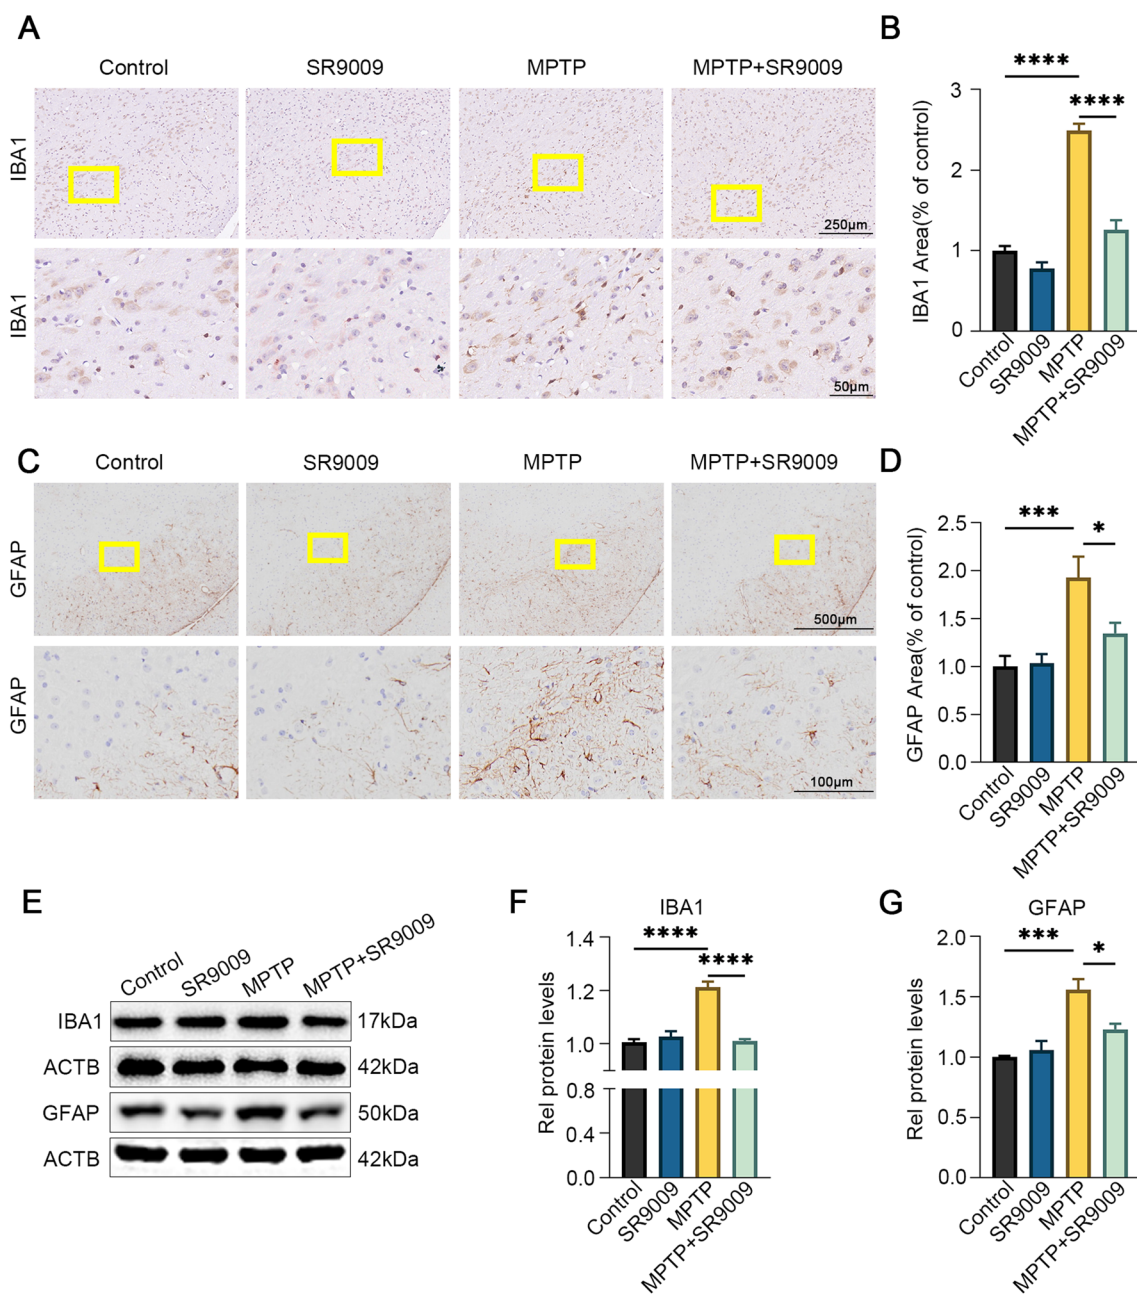 A
Control SR9009 MPTP MPTP+SR9009
IBA1
250µm
IBA1
50µm
B
IBA1 Area(% of control)
****
****
3
2
1
0
Control
SR9009
MPTP
MPTP+SR9009
C
Control SR9009 MPTP MPTP+SR9009
GFAP
500µm
GFAP
100µm
D
GFAP Area(% of control)
***
*
2.5
2.0
1.5
1.0
0.5
0.0
Control
SR9009
MPTP
MPTP+SR9009
E
Control
SR9009
MPTP
MPTP+SR9009
IBA1 17kDa
ACTB 42kDa
GFAP 50kDa
ACTB 42kDa
F
IBA1
Rel protein levels
****
****
1.4
1.2
1.0
0.8
0.4
0.0
Control
SR9009
MPTP
MPTP+SR9009
G
GFAP
Rel protein levels
***
*
2.0
1.5
1.0
0.5
0.0
Control
SR9009
MPTP
MPTP+SR9009